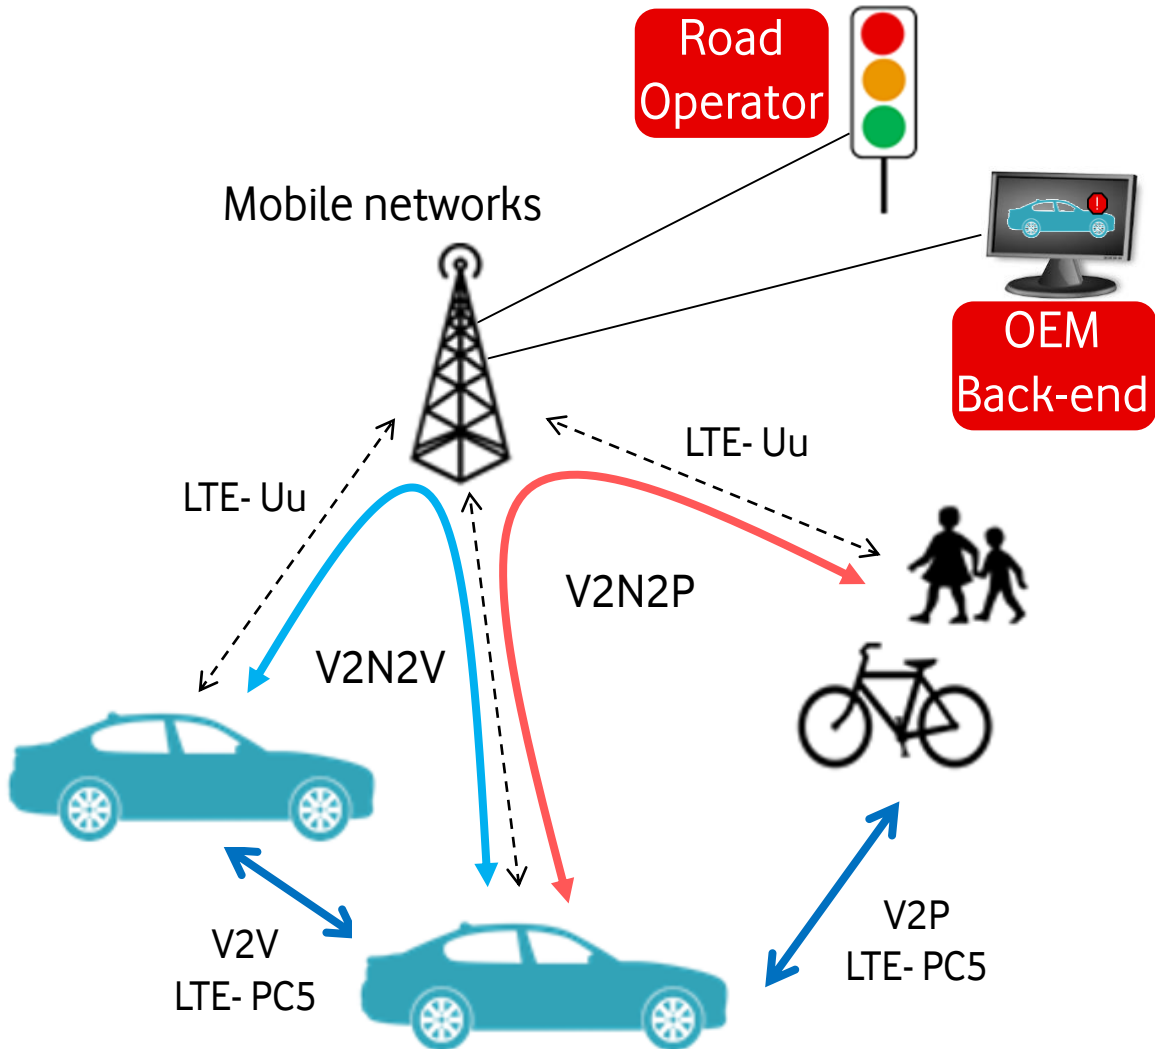 Road
Operator
Mobile networks
!
OEM
Back-end
LTE- Uu
LTE- Uu
V2N2P
V2N2V
V2P
LTE- PC5
V2V
LTE- PC5